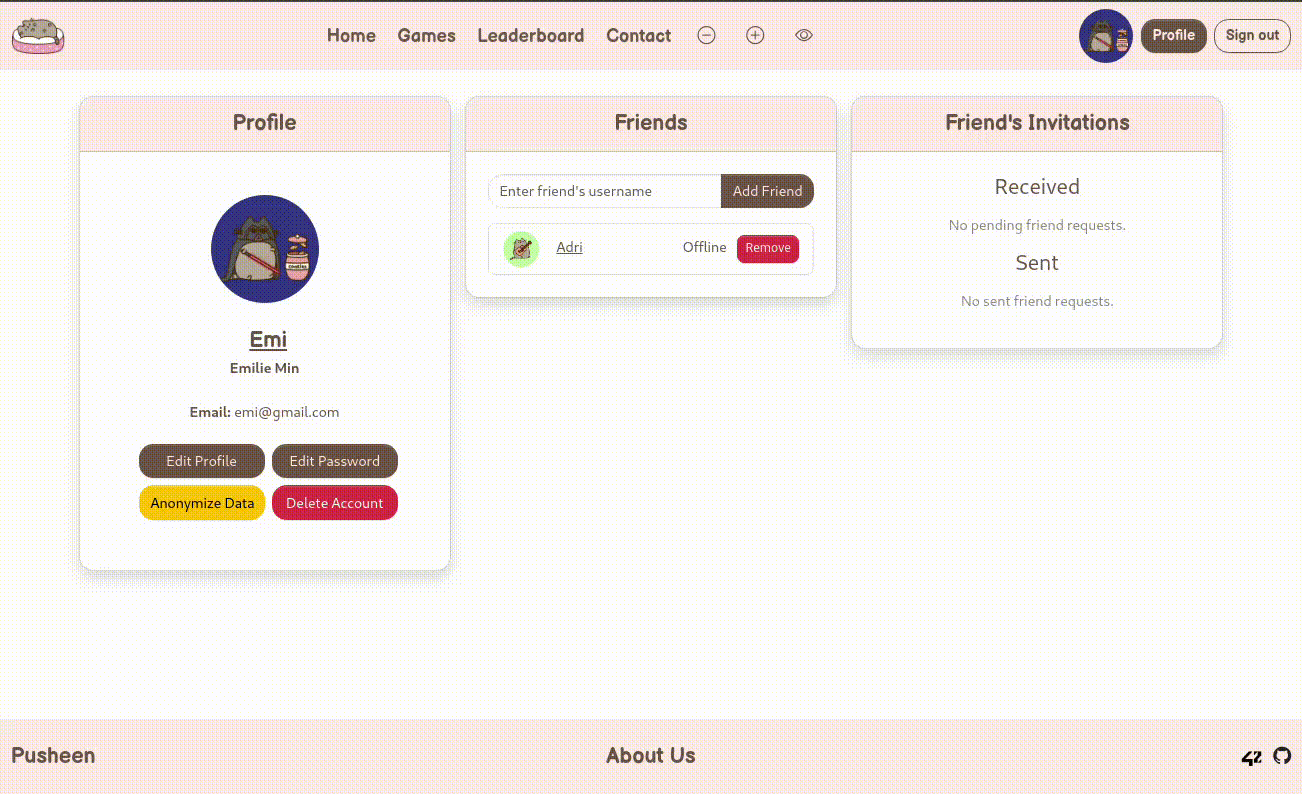 Home Games Leaderboard Contact Profile Sign out
Profile
Emi
Emilie Min
Email: emi@gmail.com
Edit Profile Edit Password
Anonymize Data Delete Account
Friends
Enter friend's username Add Friend
Adri Offline Remove
Friend's Invitations
Received
No pending friend requests.
Sent
No sent friend requests.
Pusheen About Us 42